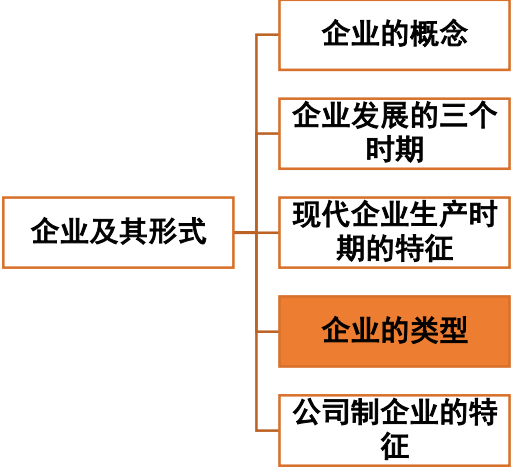 企业的概念
企业发展的三个
时期
现代企业生产时
期的特征
企业及其形式
企业的类型
公司制企业的特
征